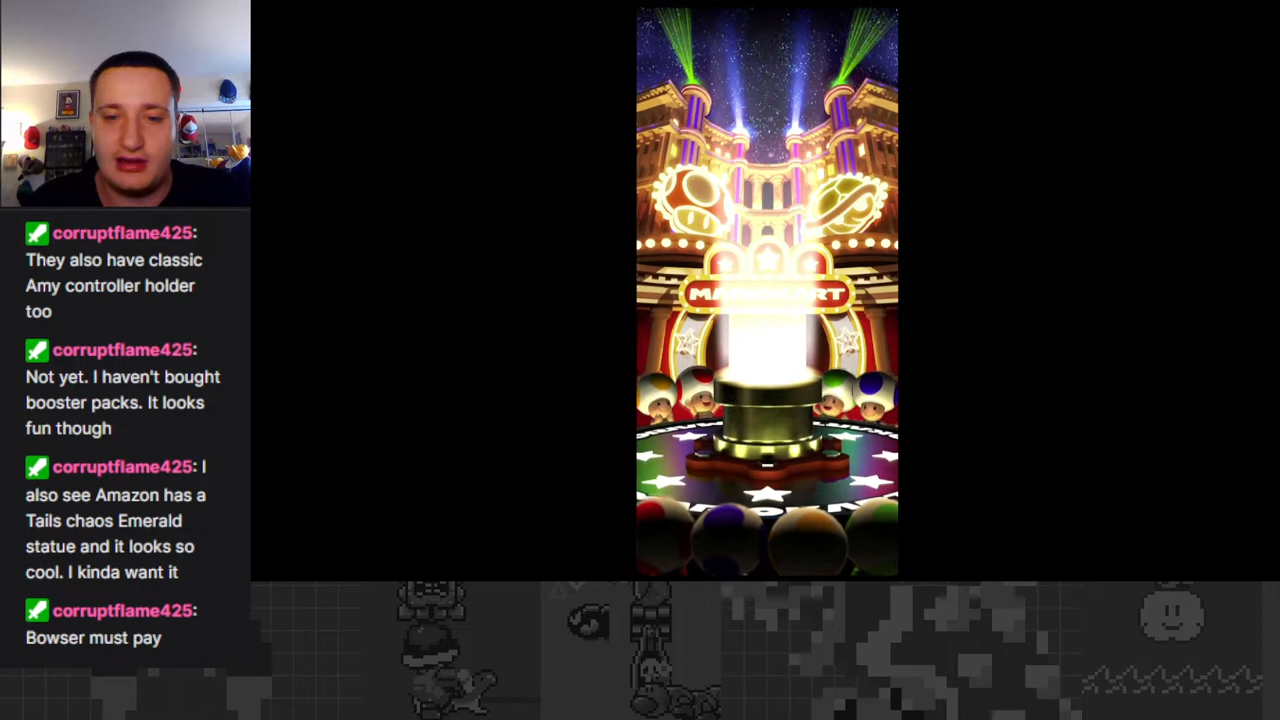 corruptflame425:
They also have classic
Amy controller holder
too
corruptflame425:
Not yet. I haven't bought
booster packs. It looks
fun though
corruptflame425: I
also see Amazon has a
Tails chaos Emerald
statue and it looks so
cool. I kinda want it
corruptflame425:
Bowser must pay
MARIOKART